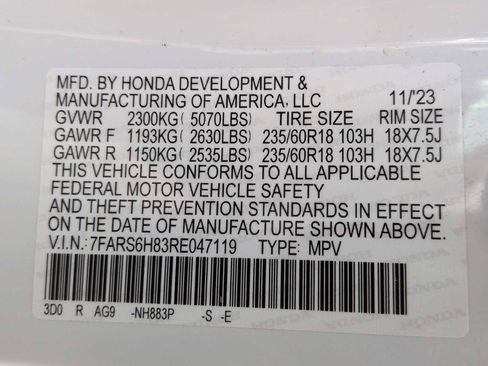 MFD. BY HONDA DEVELOPMENT &
MANUFACTURING OF AMERICA, LLC 11/'23
GVWR 2300KG( 5070LBS) TIRE SIZE RIM SIZE
GAWR F 1193KG( 2630LBS) 235/60R18 103H 18X7.5J
GAWR R 1150KG( 2535LBS) 235/60R18 103H 18X7.5J
THIS VEHICLE CONFORMS TO ALL APPLICABLE
FEDERAL MOTOR VEHICLE SAFETY
AND THEFT PREVENTION STANDARDS IN EFFECT
ON THE DATE OF MANUFACTURE SHOWN ABOVE.
V.I.N.: 7FARS6H83RE047119 TYPE: MPV
3D0 R AG9 -NH883P -S -E